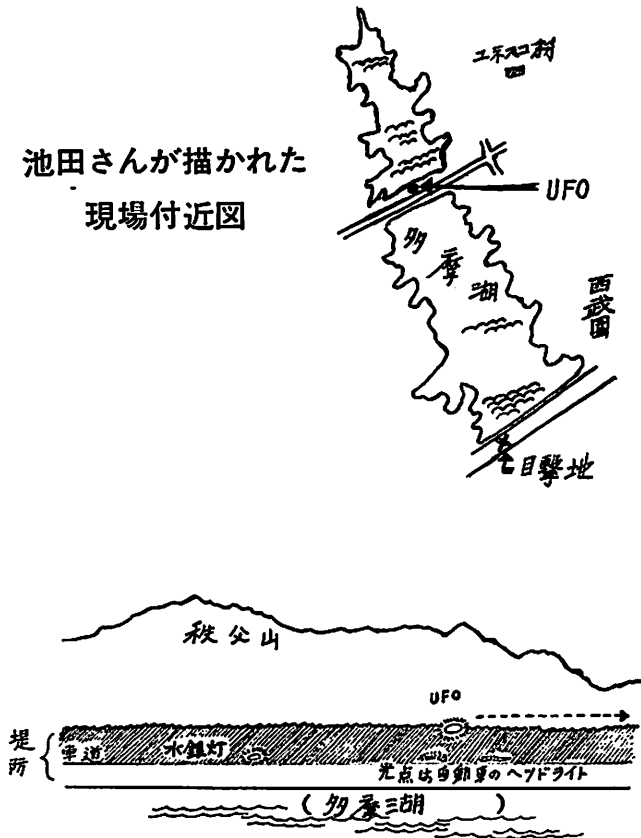 池田さんが描かれた
現場付近図
ユネスコ村
UFO
多摩湖
西武園
目撃地
秩父山
UFO
堤防
車道
水銀灯
光点は自動車のヘッドライト
(多摩湖)